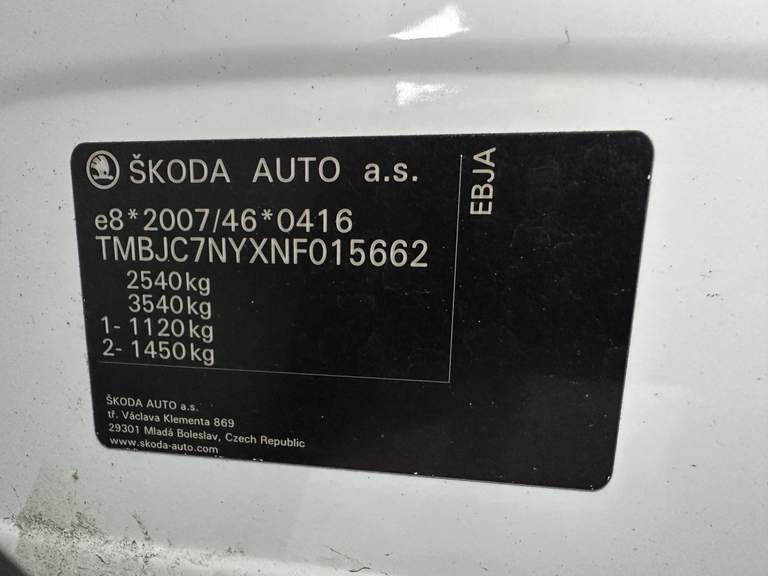 ŠKODA AUTO a.s.
e8*2007/46*0416
TMBJC7NYXNF015662
2540kg
3540kg
1- 1120kg
2- 1450kg
EBJA
ŠKODA AUTO a.s.
tř. Václava Klementa 869
29301 Mladá Boleslav, Czech Republic
www.skoda-auto.com